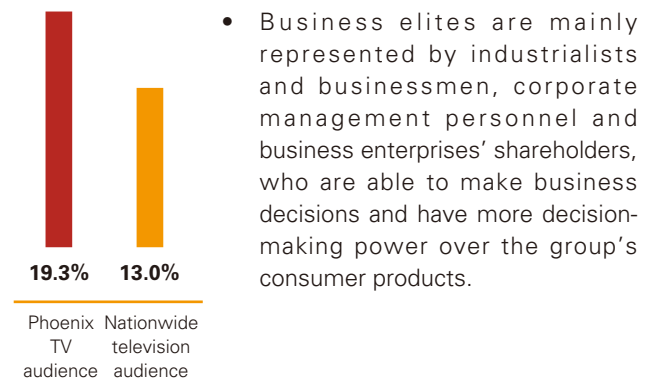 • Business elites are mainly
represented by industrialists
and businessmen, corporate
management personnel and
business enterprises’ shareholders,
who are able to make business
decisions and have more decision-
making power over the group’s
consumer products.
19.3% 13.0%
Phoenix Nationwide
TV television
audience audience